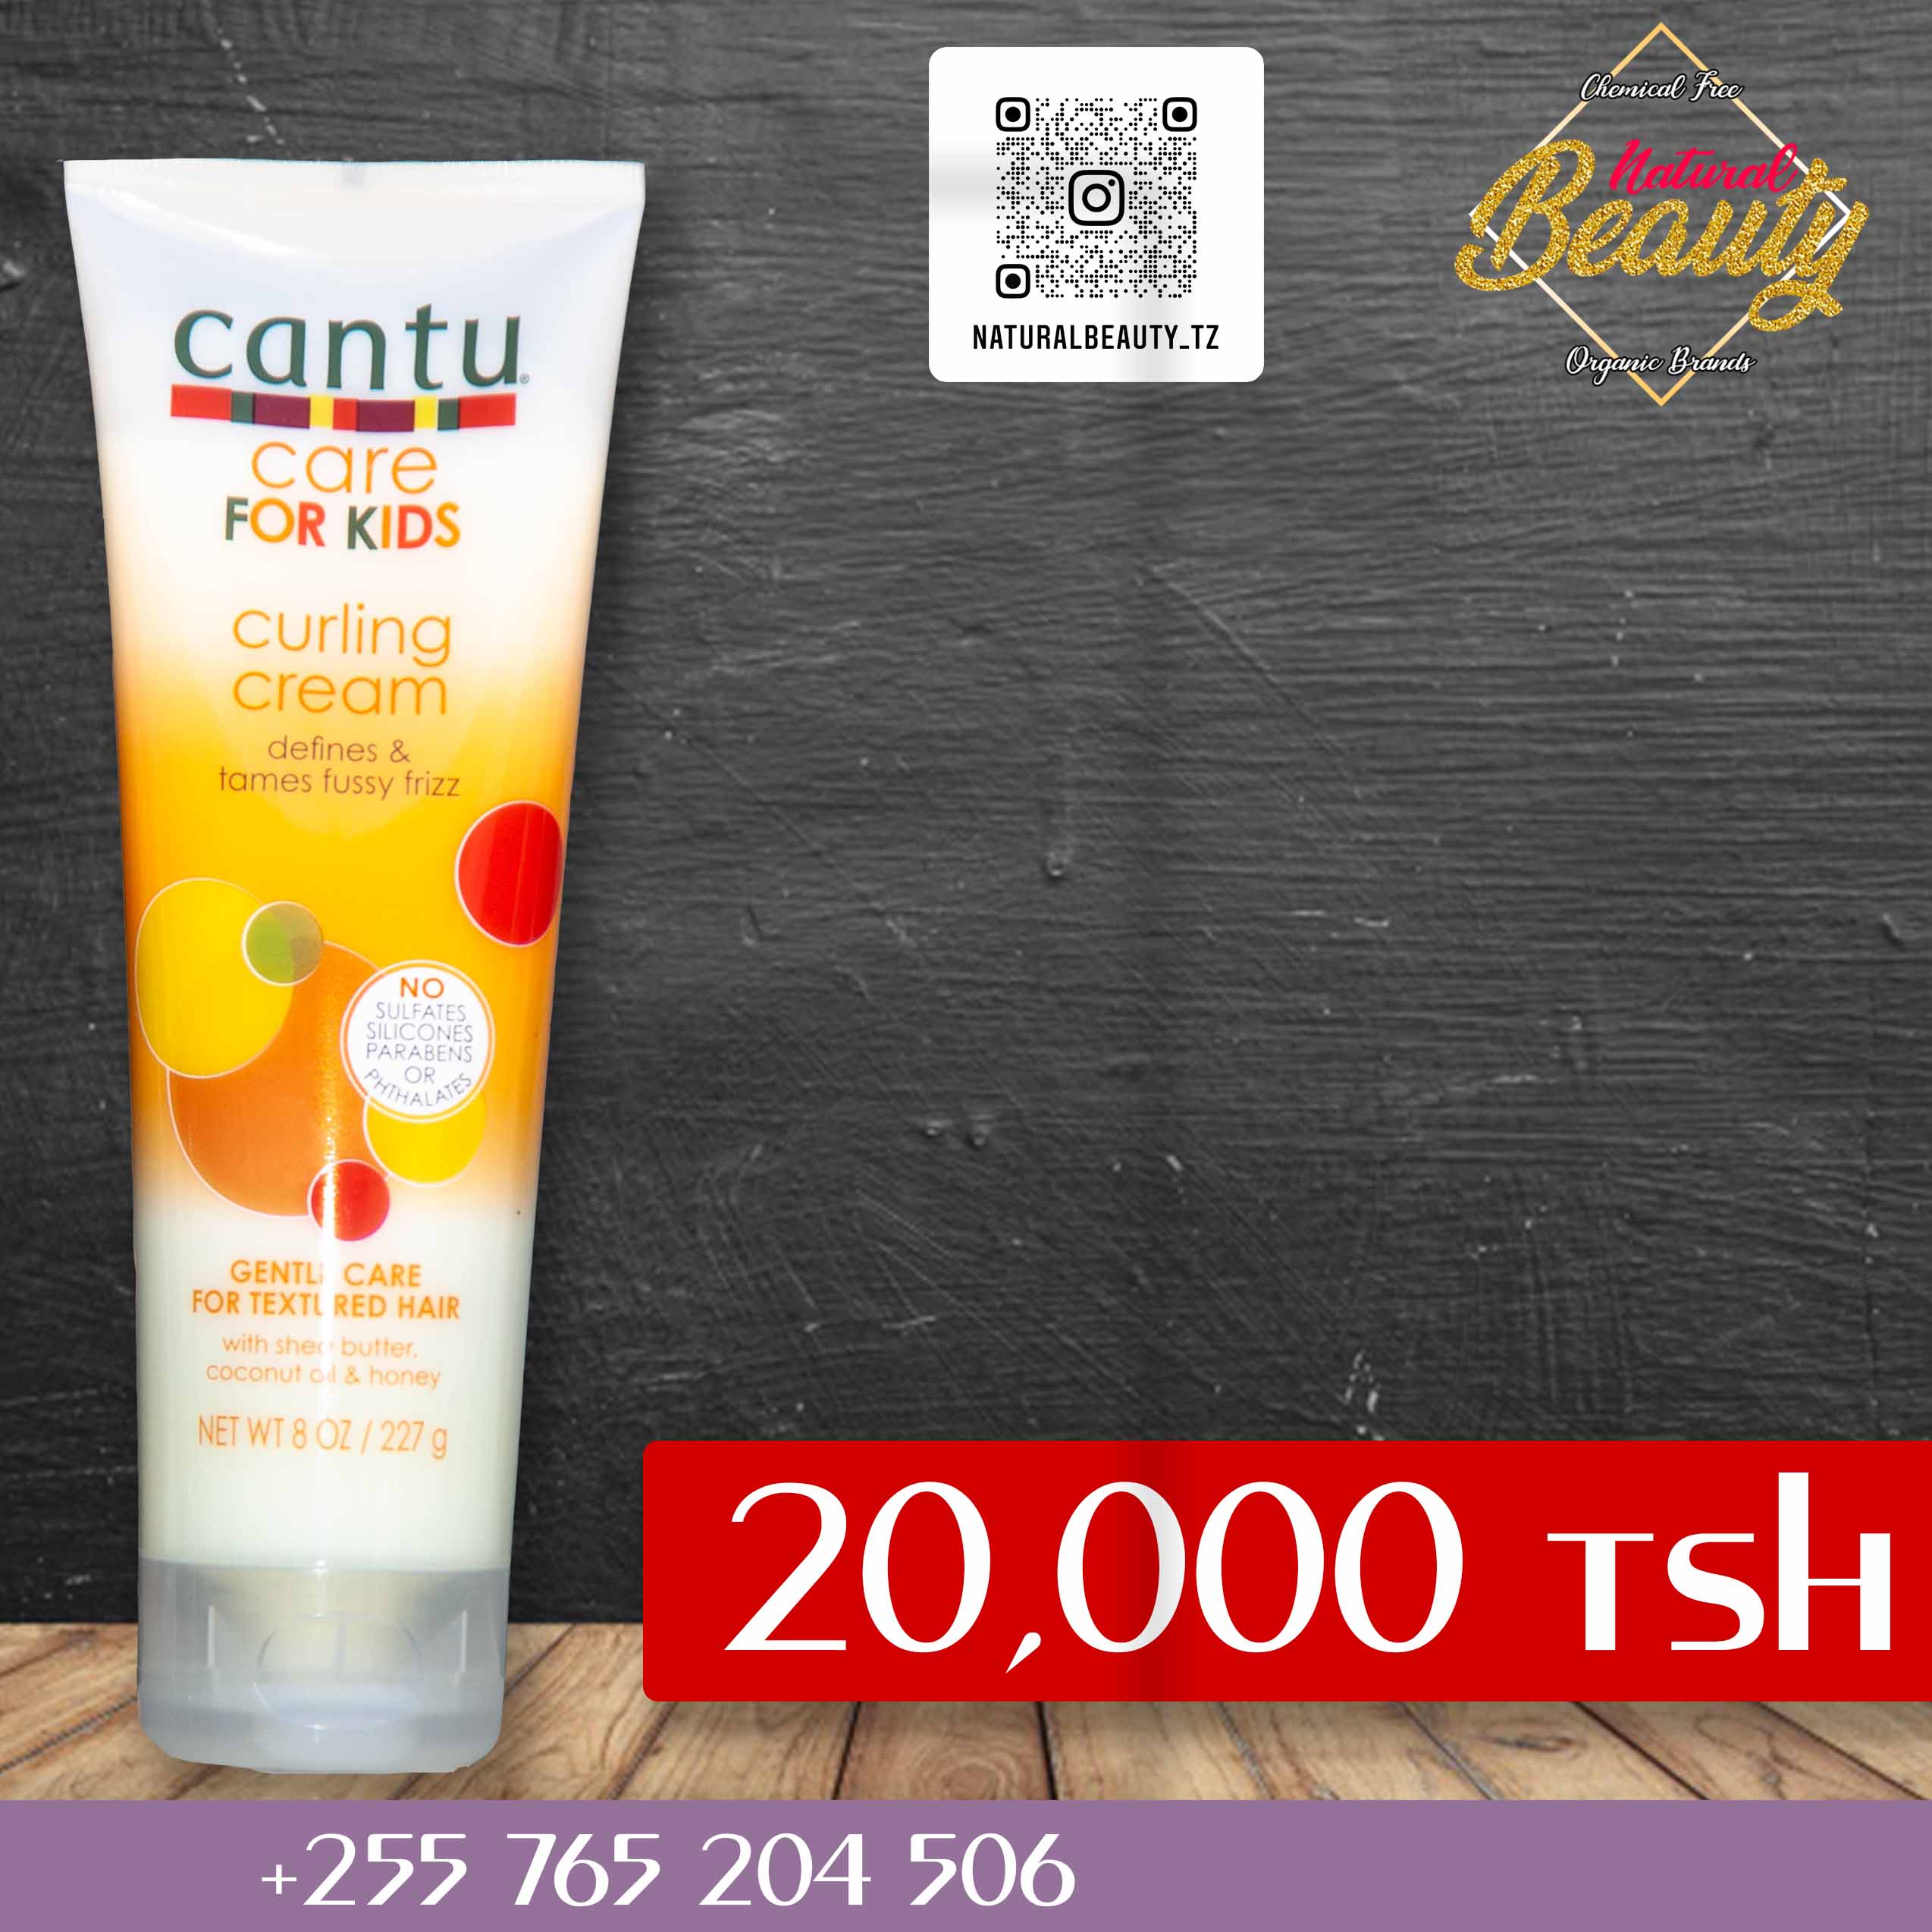 cantu
care
FOR KIDS
curling
cream
defines &
tames fussy frizz
NO
SULFATES
SILICONES
PARABENS
OR
PHTHALATES
GENTLE CARE
FOR TEXTURED HAIR
with shea butter,
coconut oil & honey
NET WT 8 OZ / 227 g
NATURALBEAUTY_TZ
Chemical Free
Natural
Beauty
Organic Brands
20,000 TSH
+255 765 204 506